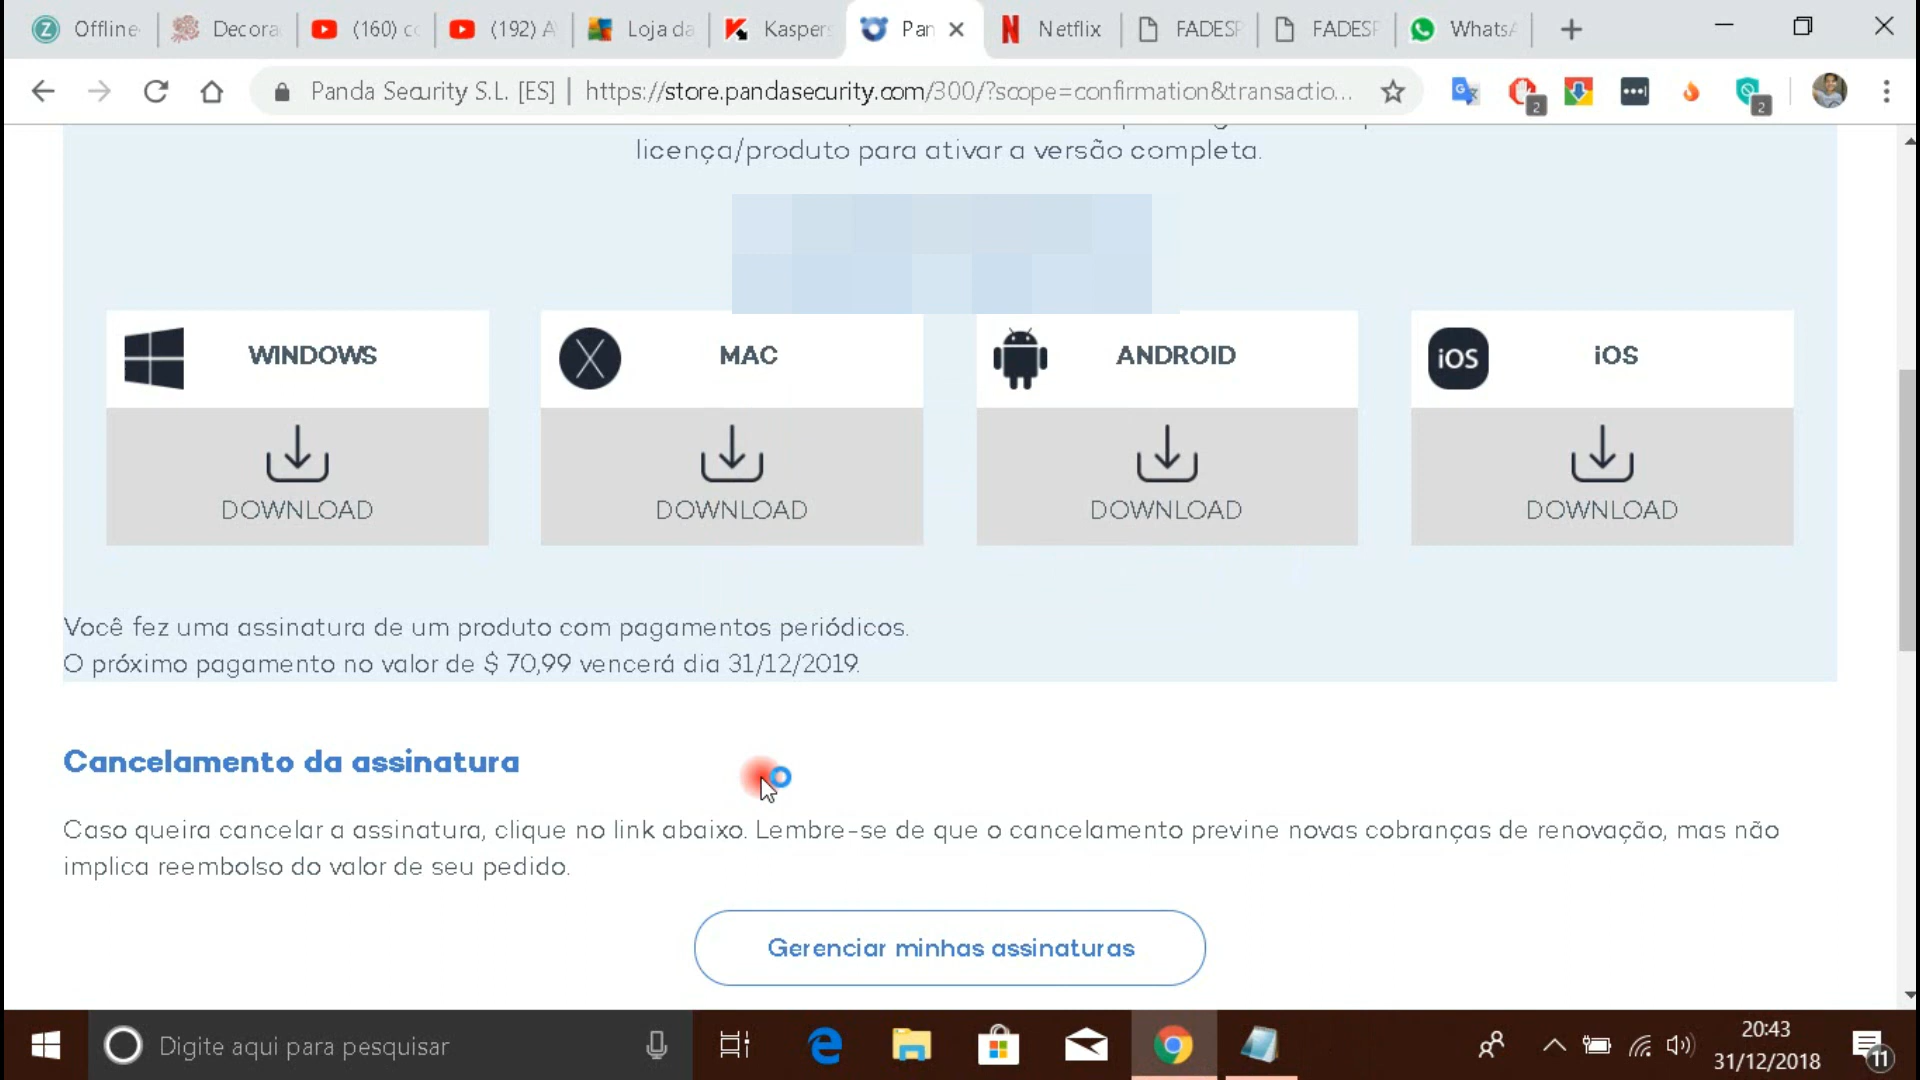 Offline
Decora
(160) co
(192) A
Loja da
Kaspers
Pan
Netflix
FADESP
FADESP
WhatsA
Panda Security S.L. [ES] | https://store.pandasecurity.com/300/?scope=confirmation&transactio...
2
2
licença/produto para ativar a versão completa.
WINDOWS
MAC
ANDROID
iOS
iOS
DOWNLOAD
DOWNLOAD
DOWNLOAD
DOWNLOAD
Você fez uma assinatura de um produto com pagamentos periódicos.
O próximo pagamento no valor de $ 70,99 vencerá dia 31/12/2019.
Cancelamento da assinatura
Caso queira cancelar a assinatura, clique no link abaixo. Lembre-se de que o cancelamento previne novas cobranças de renovação, mas não
implica reembolso do valor de seu pedido.
Gerenciar minhas assinaturas
Digite aqui para pesquisar
20:43
31/12/2018
11